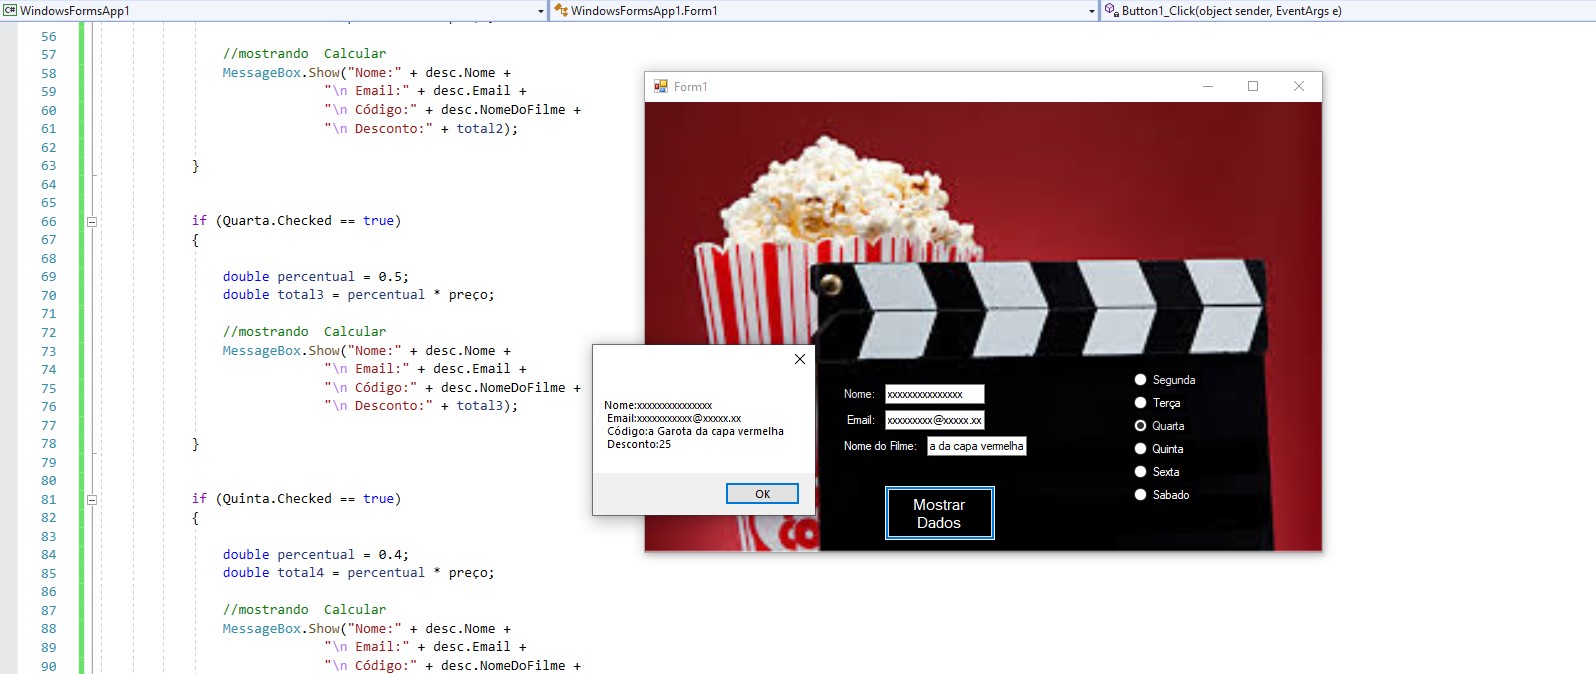 WindowsFormsApp1
WindowsFormsApp1.Form1
Button1_Click(object sender, EventArgs e)
56
57 //mostrando  Calcular
58 MessageBox.Show("Nome:" + desc.Nome +
59 "\n Email:" + desc.Email +
60 "\n Código:" + desc.NomeDoFilme +
61 "\n Desconto:" + total2);
62
63 }
64
65
66 if (Quarta.Checked == true)
67 {
68
69 double percentual = 0.5;
70 double total3 = percentual * preço;
71
72 //mostrando  Calcular
73 MessageBox.Show("Nome:" + desc.Nome +
74 "\n Email:" + desc.Email +
75 "\n Código:" + desc.NomeDoFilme +
76 "\n Desconto:" + total3);
77
78 }
79
80
81 if (Quinta.Checked == true)
82 {
83
84 double percentual = 0.4;
85 double total4 = percentual * preço;
86
87 //mostrando  Calcular
88 MessageBox.Show("Nome:" + desc.Nome +
89 "\n Email:" + desc.Email +
90 "\n Código:" + desc.NomeDoFilme +
Form1
Nome:xxxxxxxxxxxxxxx
Email:xxxxxxxxxxx@xxxxx.xx
Código:a Garota da capa vermelha
Desconto:25
OK
Nome: xxxxxxxxxxxxxxx
Email: xxxxxxxxx@xxxxx.xx
Nome do Filme: a da capa vermelha
Mostrar
Dados
Segunda
Terça
Quarta
Quinta
Sexta
Sabado